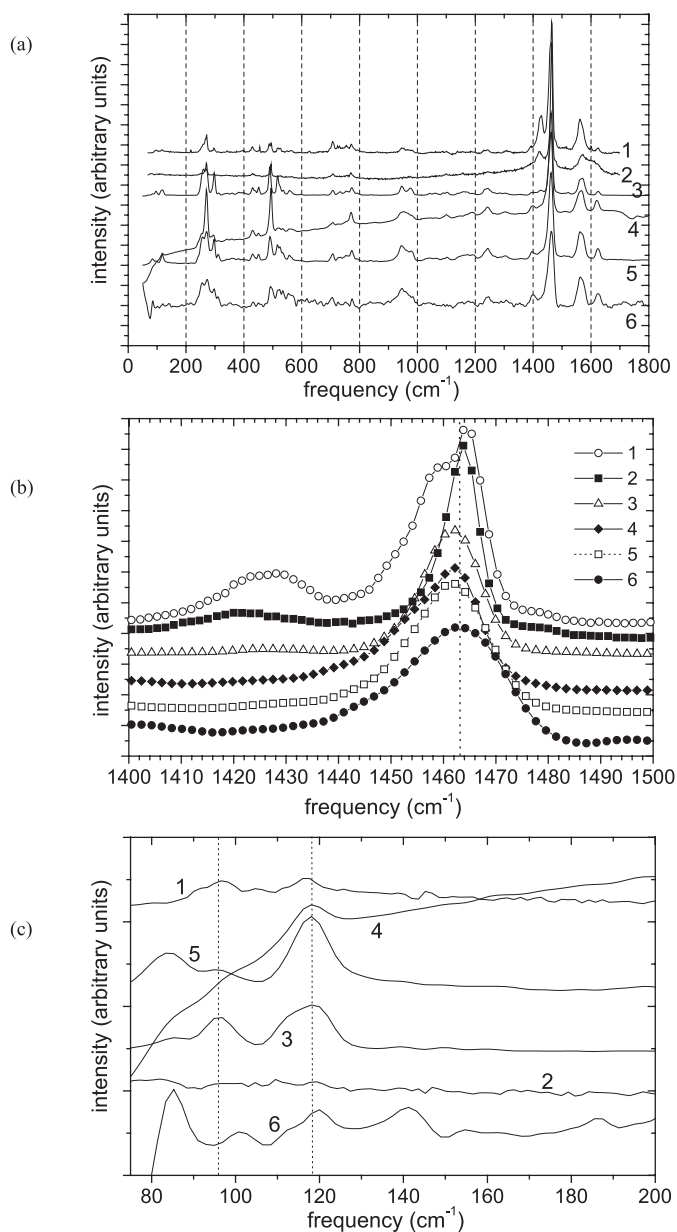 (a)
intensity (arbitrary units)
1
2
3
4
5
6
0 200 400 600 800 1000 1200 1400 1600 1800
frequency (cm-1)
(b)
intensity (arbitrary units)
1
2
3
4
5
6
1400 1410 1420 1430 1440 1450 1460 1470 1480 1490 1500
frequency (cm-1)
(c)
intensity (arbitrary units)
1
4
5
3
2
6
80 100 120 140 160 180 200
frequency (cm-1)